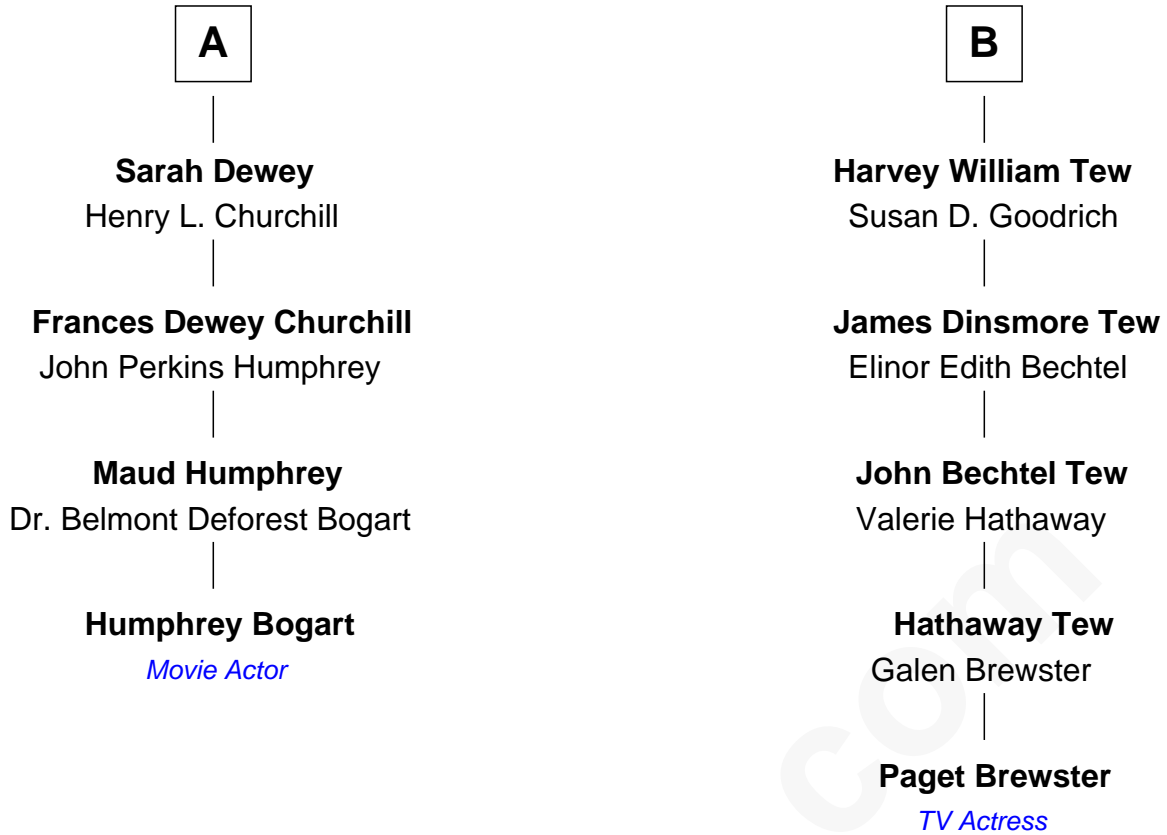 A
Sarah Dewey
Henry L. Churchill
Frances Dewey Churchill
John Perkins Humphrey
Maud Humphrey
Dr. Belmont Deforest Bogart
Humphrey Bogart
Movie Actor
B
Harvey William Tew
Susan D. Goodrich
James Dinsmore Tew
Elinor Edith Bechtel
John Bechtel Tew
Valerie Hathaway
Hathaway Tew
Galen Brewster
Paget Brewster
TV Actress
com